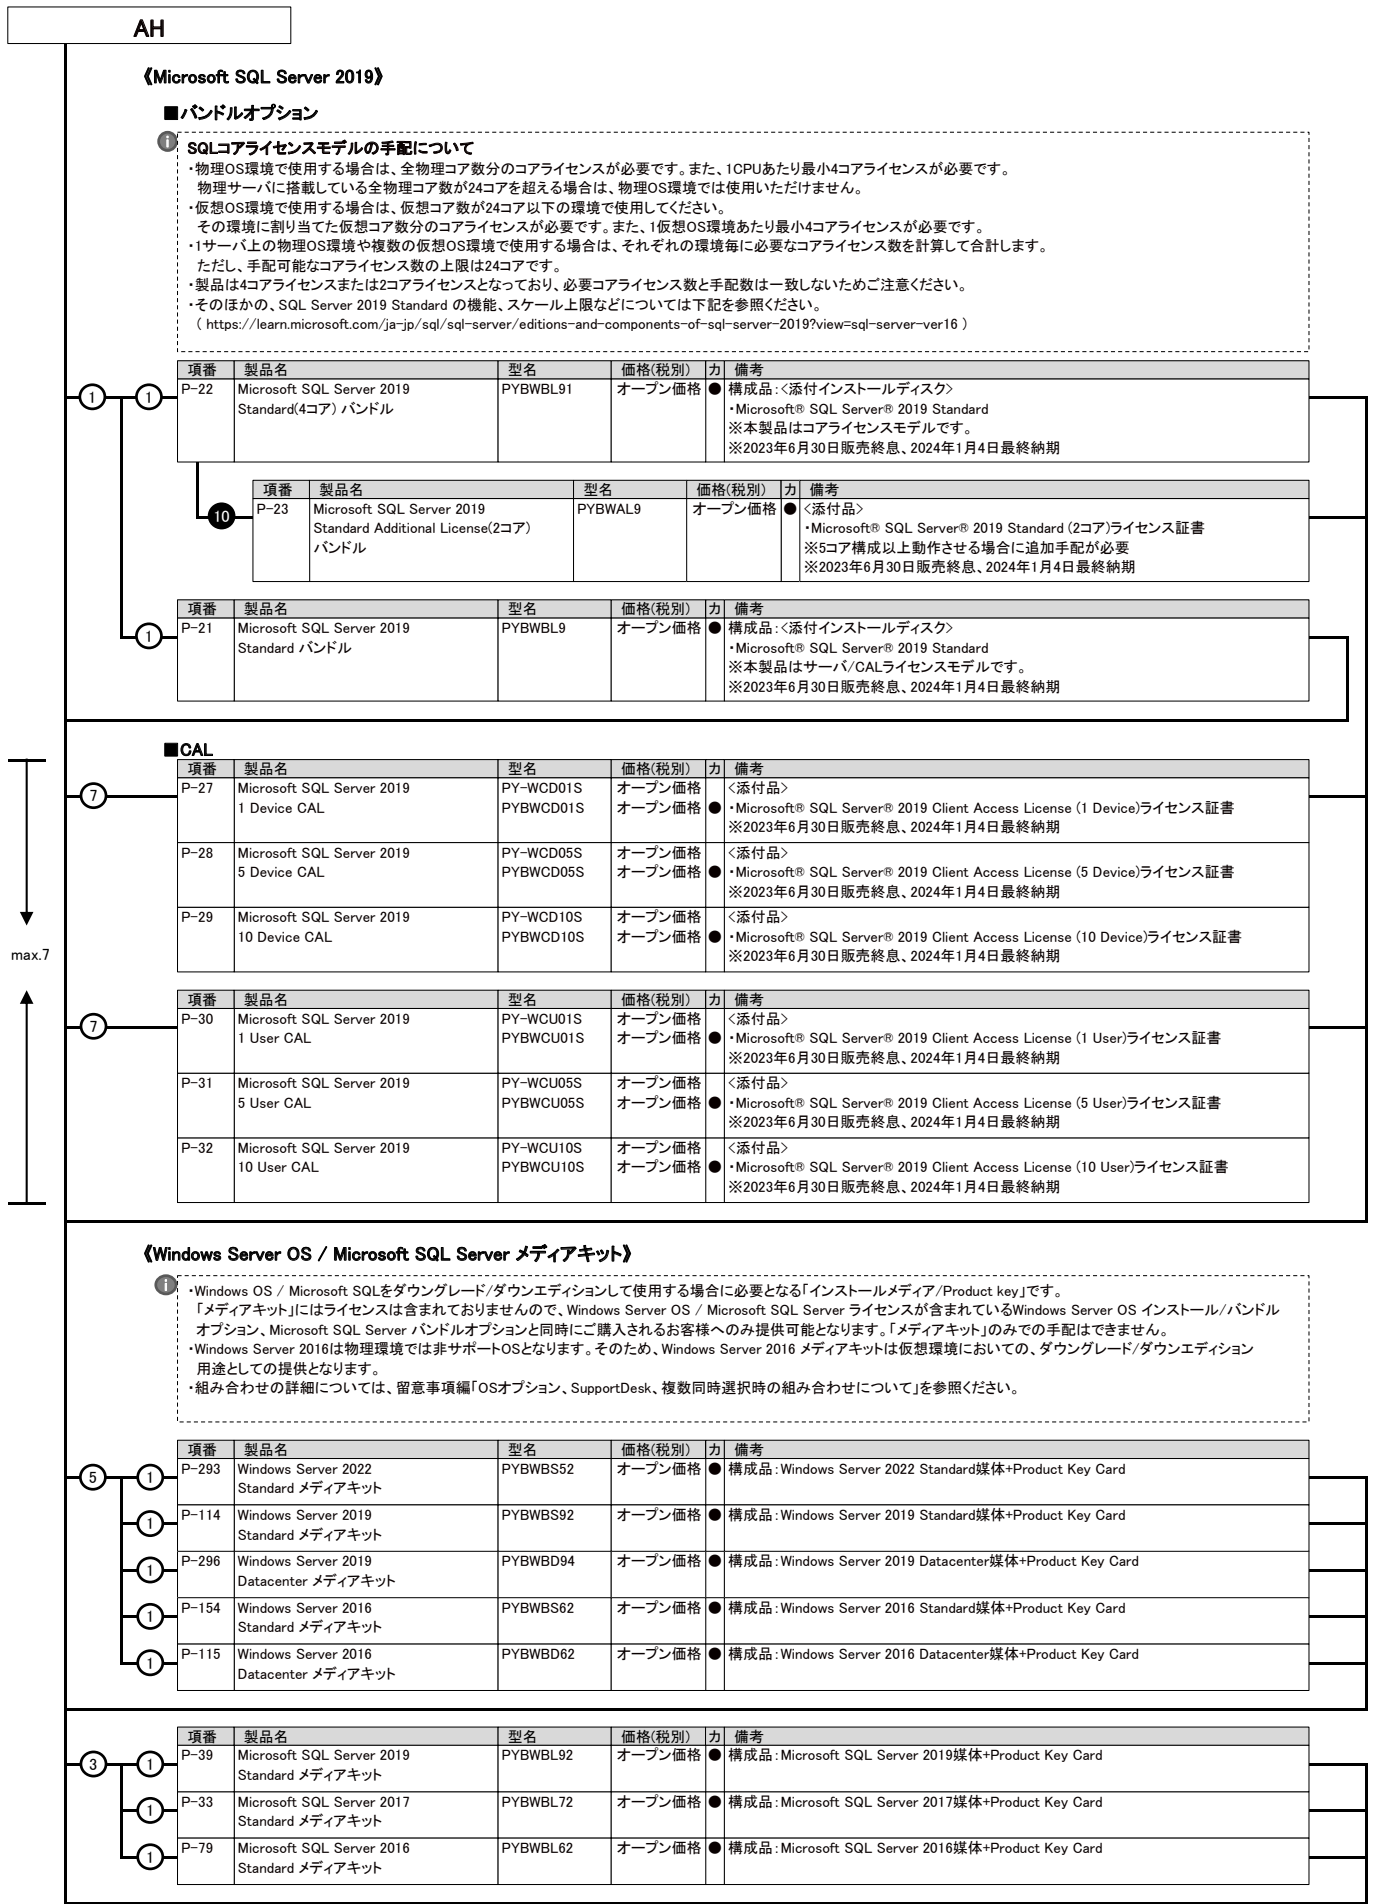 AH
《Microsoft SQL Server 2019》
■バンドルオプション
i
SQLコアライセンスモデルの手配について
・物理OS環境で使用する場合は、全物理コア数分のコアライセンスが必要です。また、1CPUあたり最小4コアライセンスが必要です。
物理サーバに搭載している全物理コア数が24コアを超える場合は、物理OS環境では使用いただけません。
・仮想OS環境で使用する場合は、仮想コア数が24コア以下の環境で使用してください。
その環境に割り当てた仮想コア数分のコアライセンスが必要です。また、1仮想OS環境あたり最小4コアライセンスが必要です。
・1サーバ上の物理OS環境や複数の仮想OS環境で使用する場合は、それぞれの環境毎に必要なコアライセンス数を計算して合計します。
ただし、手配可能なコアライセンス数の上限は24コアです。
・製品は4コアライセンスまたは2コアライセンスとなっており、必要コアライセンス数と手配数は一致しないためご注意ください。
・そのほかの、SQL Server 2019 Standard の機能、スケール上限などについては下記を参照ください。
( https://learn.microsoft.com/ja-jp/sql/sql-server/editions-and-components-of-sql-server-2019?view=sql-server-ver16 )
項番 製品名 型名 価格(税別) カ 備考
1 1 P-22 Microsoft SQL Server 2019 PYBWBL91 オープン価格 ● 構成品:<添付インストールディスク>
Standard(4コア) バンドル ・Microsoft® SQL Server® 2019 Standard
※本製品はコアライセンスモデルです。
※2023年6月30日販売終息、2024年1月4日最終納期
項番 製品名 型名 価格(税別) カ 備考
10 P-23 Microsoft SQL Server 2019 PYBWAL9 オープン価格 ● <添付品>
Standard Additional License(2コア) ・Microsoft® SQL Server® 2019 Standard (2コア)ライセンス証書
バンドル ※5コア構成以上動作させる場合に追加手配が必要
※2023年6月30日販売終息、2024年1月4日最終納期
項番 製品名 型名 価格(税別) カ 備考
1 P-21 Microsoft SQL Server 2019 PYBWBL9 オープン価格 ● 構成品:<添付インストールディスク>
Standard バンドル ・Microsoft® SQL Server® 2019 Standard
※本製品はサーバ/CALライセンスモデルです。
※2023年6月30日販売終息、2024年1月4日最終納期
■CAL
項番 製品名 型名 価格(税別) カ 備考
7 P-27 Microsoft SQL Server 2019 PY-WCD01S オープン価格 <添付品>
1 Device CAL PYBWCD01S オープン価格 ● ・Microsoft® SQL Server® 2019 Client Access License (1 Device)ライセンス証書
※2023年6月30日販売終息、2024年1月4日最終納期
P-28 Microsoft SQL Server 2019 PY-WCD05S オープン価格 <添付品>
5 Device CAL PYBWCD05S オープン価格 ● ・Microsoft® SQL Server® 2019 Client Access License (5 Device)ライセンス証書
※2023年6月30日販売終息、2024年1月4日最終納期
P-29 Microsoft SQL Server 2019 PY-WCD10S オープン価格 <添付品>
10 Device CAL PYBWCD10S オープン価格 ● ・Microsoft® SQL Server® 2019 Client Access License (10 Device)ライセンス証書
max.7 ※2023年6月30日販売終息、2024年1月4日最終納期
項番 製品名 型名 価格(税別) カ 備考
7 P-30 Microsoft SQL Server 2019 PY-WCU01S オープン価格 <添付品>
1 User CAL PYBWCU01S オープン価格 ● ・Microsoft® SQL Server® 2019 Client Access License (1 User)ライセンス証書
※2023年6月30日販売終息、2024年1月4日最終納期
P-31 Microsoft SQL Server 2019 PY-WCU05S オープン価格 <添付品>
5 User CAL PYBWCU05S オープン価格 ● ・Microsoft® SQL Server® 2019 Client Access License (5 User)ライセンス証書
※2023年6月30日販売終息、2024年1月4日最終納期
P-32 Microsoft SQL Server 2019 PY-WCU10S オープン価格 <添付品>
10 User CAL PYBWCU10S オープン価格 ● ・Microsoft® SQL Server® 2019 Client Access License (10 User)ライセンス証書
※2023年6月30日販売終息、2024年1月4日最終納期
《Windows Server OS / Microsoft SQL Server メディアキット》
i
・Windows OS / Microsoft SQLをダウングレード/ダウンエディションして使用する場合に必要となる「インストールメディア/Product key」です。
「メディアキット」にはライセンスは含まれておりませんので、Windows Server OS / Microsoft SQL Server ライセンスが含まれているWindows Server OS インストール/バンドル
オプション、Microsoft SQL Server バンドルオプションと同時にご購入されるお客様へのみ提供可能となります。「メディアキット」のみでの手配はできません。
・Windows Server 2016は物理環境では非サポートOSとなります。そのため、Windows Server 2016 メディアキットは仮想環境においての、ダウングレード/ダウンエディション
用途としての提供となります。
・組み合わせの詳細については、留意事項編「OSオプション、SupportDesk、複数同時選択時の組み合わせについて」を参照ください。
項番 製品名 型名 価格(税別) カ 備考
5 1 P-293 Windows Server 2022 PYBWBS52 オープン価格 ● 構成品:Windows Server 2022 Standard媒体+Product Key Card
Standard メディアキット
1 P-114 Windows Server 2019 PYBWBS92 オープン価格 ● 構成品:Windows Server 2019 Standard媒体+Product Key Card
Standard メディアキット
1 P-296 Windows Server 2019 PYBWBD94 オープン価格 ● 構成品:Windows Server 2019 Datacenter媒体+Product Key Card
Datacenter メディアキット
1 P-154 Windows Server 2016 PYBWBS62 オープン価格 ● 構成品:Windows Server 2016 Standard媒体+Product Key Card
Standard メディアキット
1 P-115 Windows Server 2016 PYBWBD62 オープン価格 ● 構成品:Windows Server 2016 Datacenter媒体+Product Key Card
Datacenter メディアキット
項番 製品名 型名 価格(税別) カ 備考
3 1 P-39 Microsoft SQL Server 2019 PYBWBL92 オープン価格 ● 構成品:Microsoft SQL Server 2019媒体+Product Key Card
Standard メディアキット
1 P-33 Microsoft SQL Server 2017 PYBWBL72 オープン価格 ● 構成品:Microsoft SQL Server 2017媒体+Product Key Card
Standard メディアキット
1 P-79 Microsoft SQL Server 2016 PYBWBL62 オープン価格 ● 構成品:Microsoft SQL Server 2016媒体+Product Key Card
Standard メディアキット